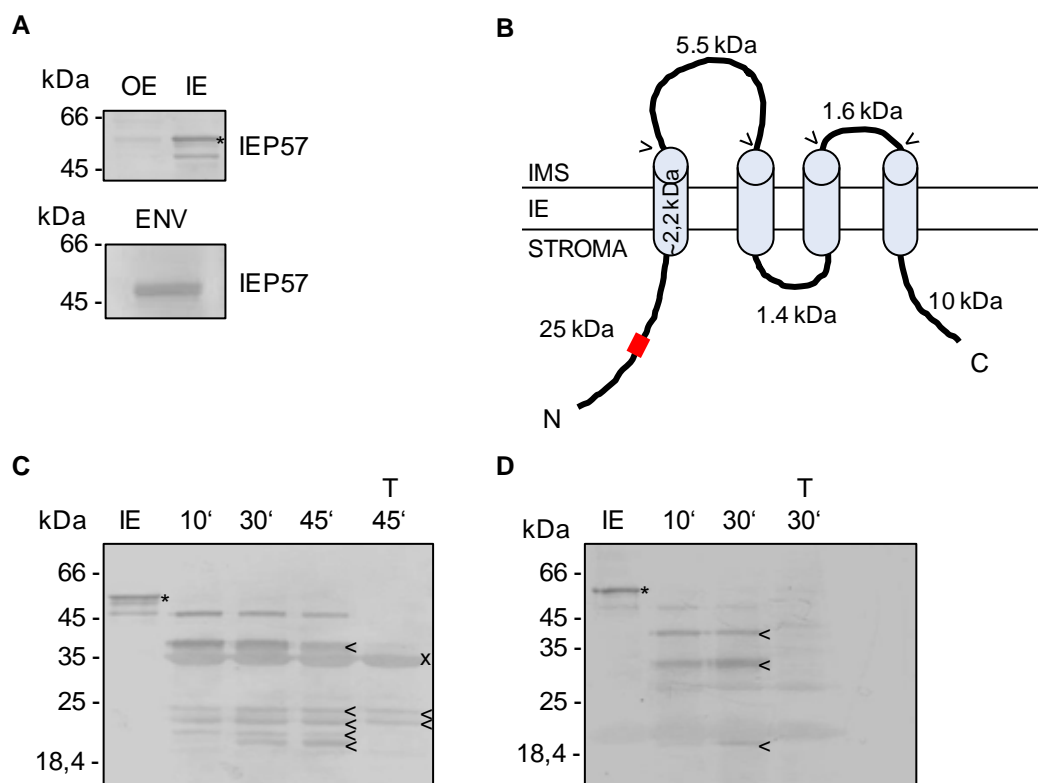 A
kDa OE IE
66 -
* IEP57
45 -
kDa ENV
66 -
IEP57
45 -
B
5.5 kDa
1.6 kDa
> > > >
IMS
IE
STROMA
~2,2kDa
25 kDa
1.4 kDa
10 kDa
N
C
C
T
kDa IE 10‘ 30‘ 45‘ 45‘
66 -
*
45 -
<
35 -
x
25 -
< <
< <
<
<
18,4 -
D
T
kDa IE 10‘ 30‘ 30‘
66 -
*
45 -
<
35 -
<
25 -
<
18,4 -